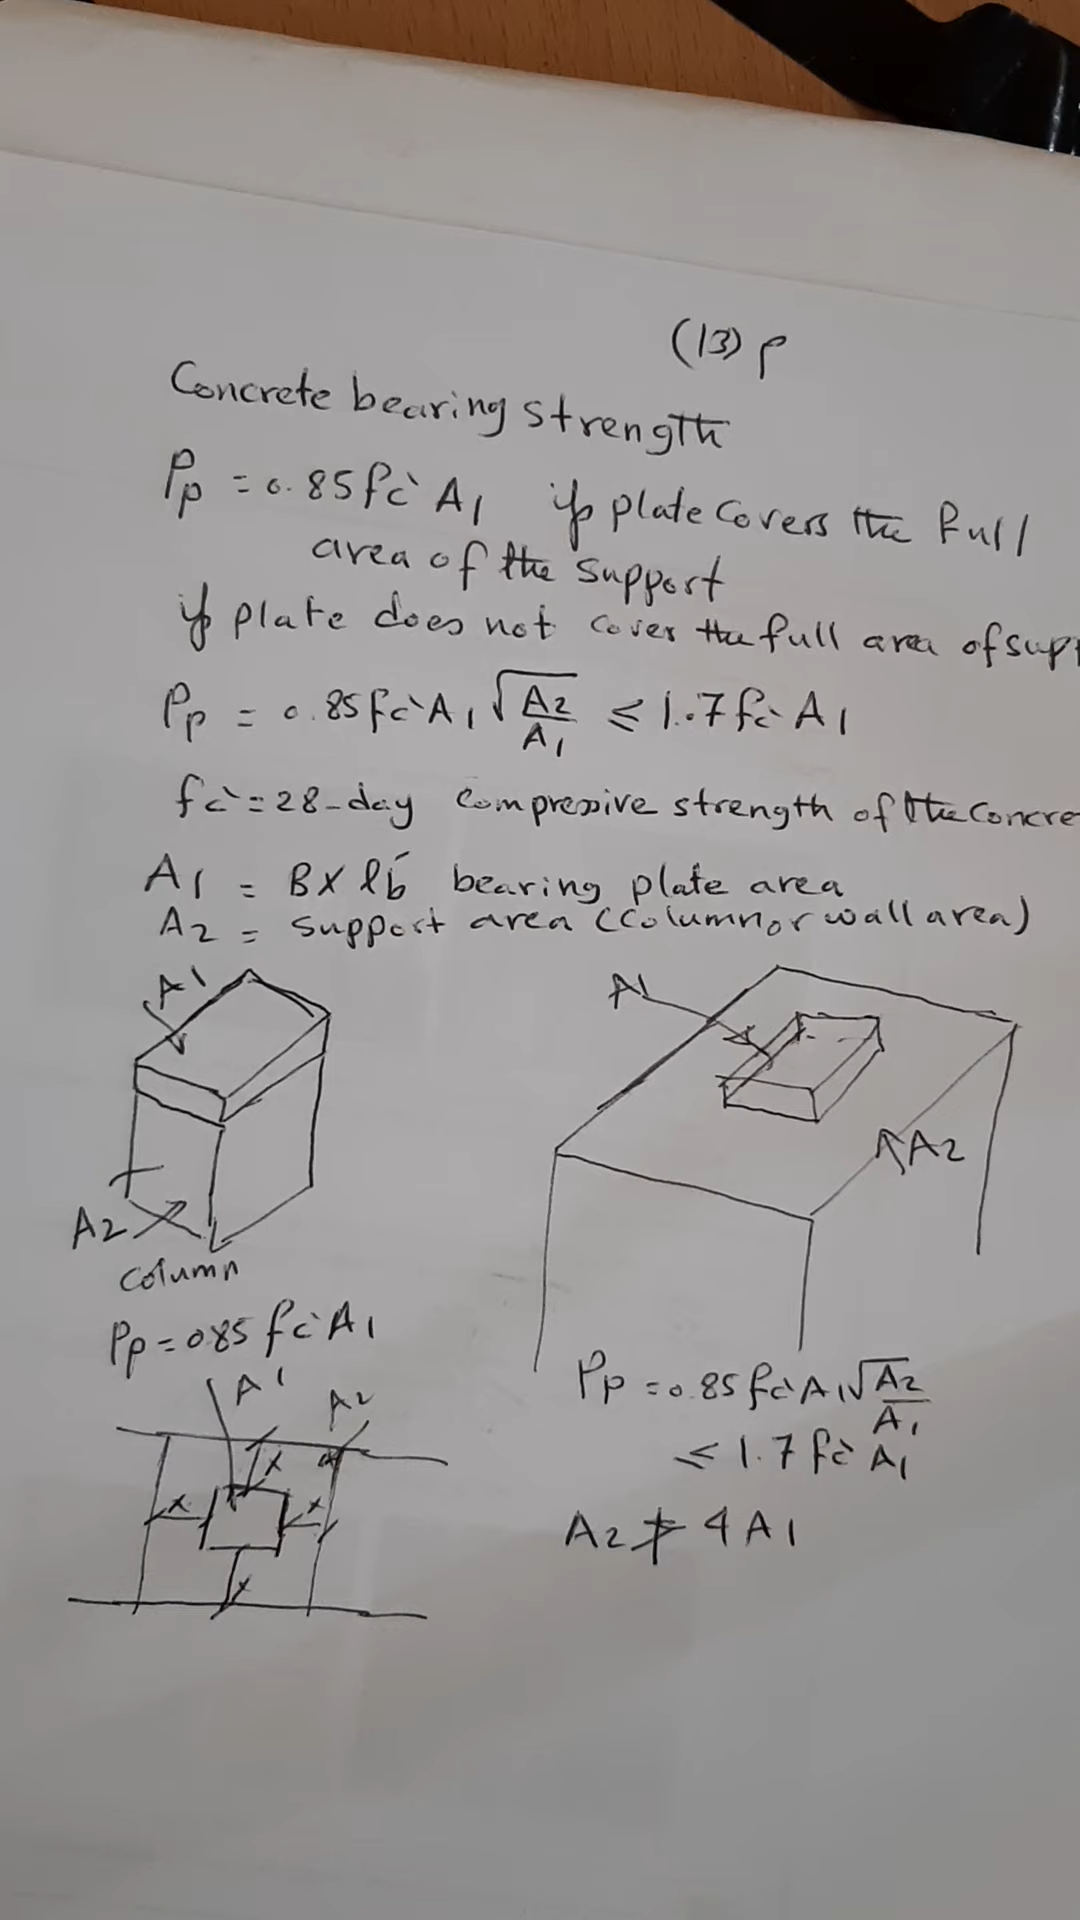 (13) P
Concrete bearing strength
Pp = 0.85 fc' A1 if plate covers the full
area of the support
if plate does not cover the full area of supp
Pp = 0.85 fc' A1 √(A2/A1) ≤ 1.7 fc' A1
fc' = 28-day compressive strength of the concre
A1 = B x lb bearing plate area
A2 = support area (column or wall area)
A1
A2
Column
Pp = 0.85 fc' A1
A1
A2
x
x
x
x
A1
A2
Pp = 0.85 fc' A1 √(A2/A1)
≤ 1.7 fc' A1
A2 ≯ 4 A1